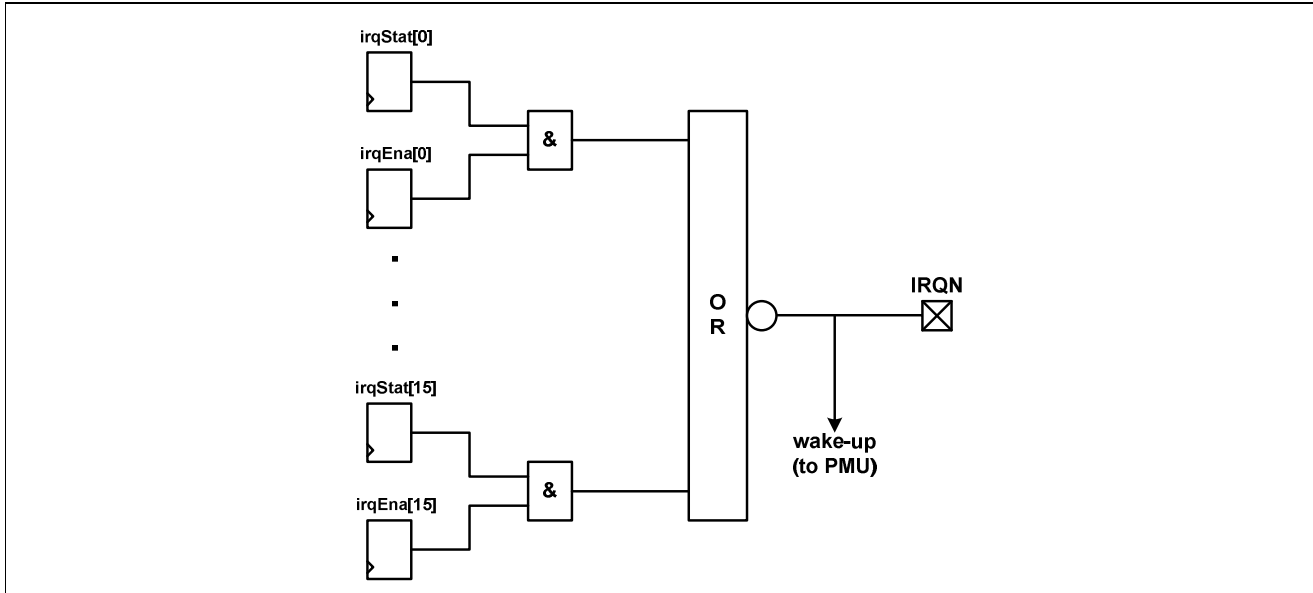 irqStat[0]
&
irqEna[0]
O
R
IRQN
irqStat[15]
wake-up
(to PMU)
&
irqEna[15]